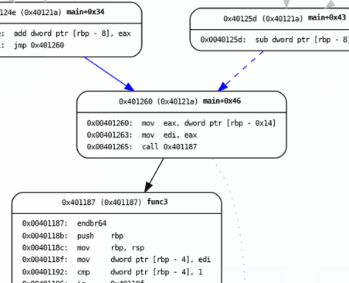 124e (0x40121a) main+0x34
add dword ptr [rbp - 8], eax
jmp 0x401260
0x40125d (0x40121a) main+0x43
0x0040125d: sub dword ptr [rbp - 8]
0x401260 (0x40121a) main+0x46
0x00401260: mov eax, dword ptr [rbp - 0x14]
0x00401263: mov edi, eax
0x00401265: call 0x401187
0x401187 (0x401187) func3
0x00401187: endbr64
0x0040118b: push rbp
0x0040118c: mov rbp, rsp
0x0040118f: mov dword ptr [rbp - 4], edi
0x00401192: cmp dword ptr [rbp - 4], 1